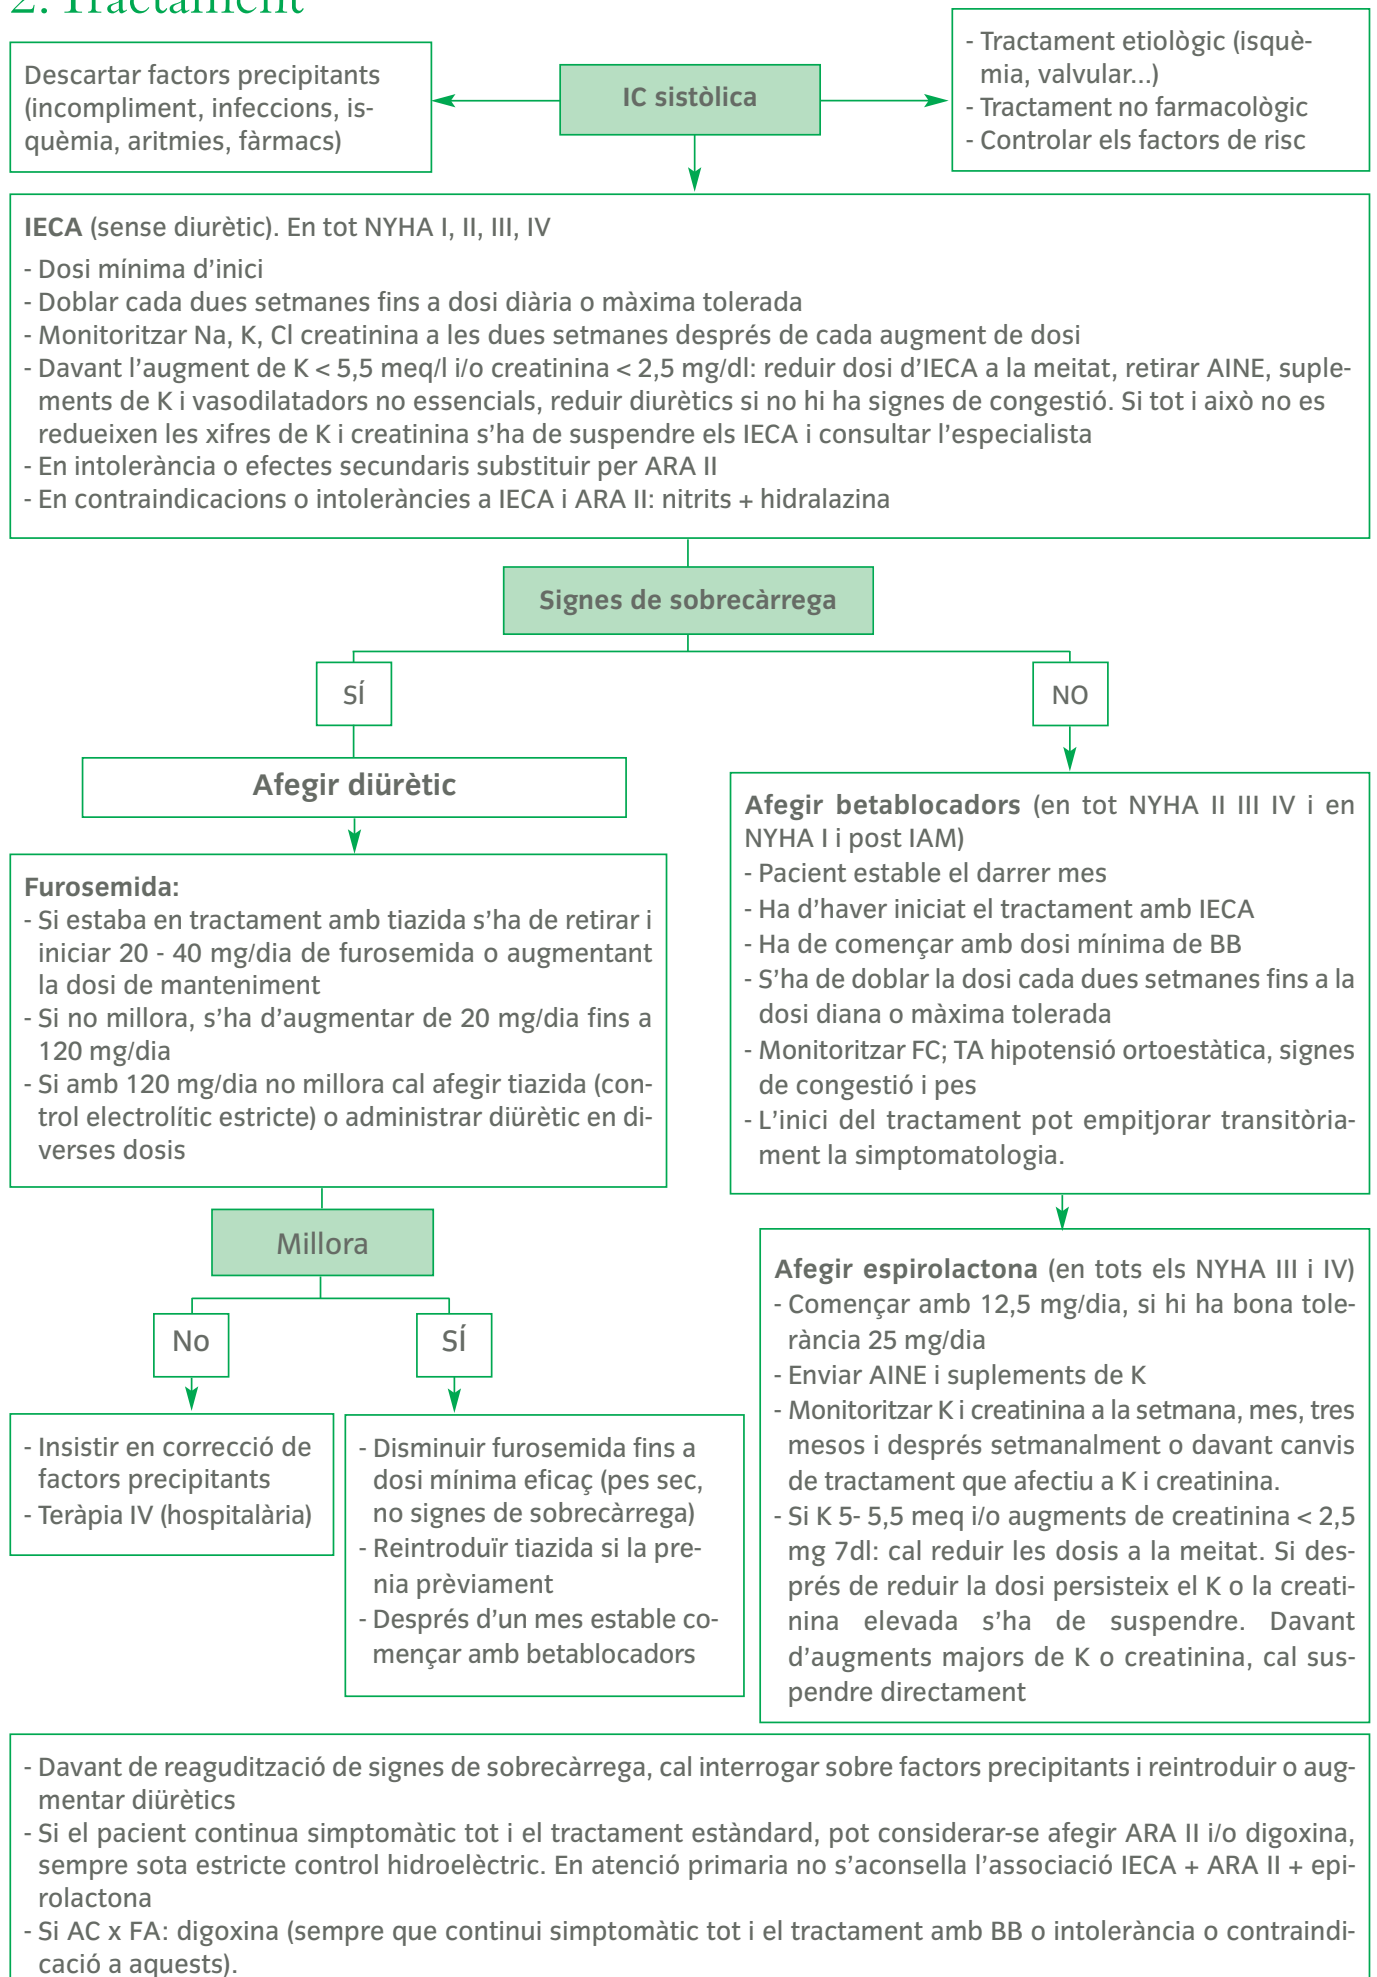 2. Tractament
Descartar factors precipitants
(incompliment, infeccions, is-
quèmia, aritmies, fàrmacs)
IC sistòlica
- Tractament etiològic (isquè-
mia, valvular...)
- Tractament no farmacològic
- Controlar els factors de risc
IECA (sense diurètic). En tot NYHA I, II, III, IV
- Dosi mínima d'inici
- Doblar cada dues setmanes fins a dosi diària o màxima tolerada
- Monitoritzar Na, K, Cl creatinina a les dues setmanes després de cada augment de dosi
- Davant l'augment de K < 5,5 meq/l i/o creatinina < 2,5 mg/dl: reduir dosi d'IECA a la meitat, retirar AINE, suple-
ments de K i vasodilatadors no essencials, reduir diurètics si no hi ha signes de congestió. Si tot i això no es
redueixen les xifres de K i creatinina s'ha de suspendre els IECA i consultar l'especialista
- En intolerància o efectes secundaris substituir per ARA II
- En contraindicacions o intoleràncies a IECA i ARA II: nitrits + hidralazina
Signes de sobrecàrrega
SÍ
NO
Afegir diürètic
Furosemida:
- Si estaba en tractament amb tiazida s'ha de retirar i
iniciar 20 - 40 mg/dia de furosemida o augmentant
la dosi de manteniment
- Si no millora, s'ha d'augmentar de 20 mg/dia fins a
120 mg/dia
- Si amb 120 mg/dia no millora cal afegir tiazida (con-
trol electrolític estricte) o administrar diürètic en di-
verses dosis
Afegir betablocadors (en tot NYHA II III IV i en
NYHA I i post IAM)
- Pacient estable el darrer mes
- Ha d'haver iniciat el tractament amb IECA
- Ha de començar amb dosi mínima de BB
- S'ha de doblar la dosi cada dues setmanes fins a la
dosi diana o màxima tolerada
- Monitoritzar FC; TA hipotensió ortoestàtica, signes
de congestió i pes
- L'inici del tractament pot empitjorar transitòria-
ment la simptomatologia.
Millora
No
SÍ
- Insistir en correcció de
factors precipitants
- Teràpia IV (hospitalària)
- Disminuir furosemida fins a
dosi mínima eficaç (pes sec,
no signes de sobrecàrrega)
- Reintroduïr tiazida si la pre-
nia prèviament
- Després d'un mes estable co-
mençar amb betablocadors
Afegir espirolactona (en tots els NYHA III i IV)
- Començar amb 12,5 mg/dia, si hi ha bona tole-
rància 25 mg/dia
- Enviar AINE i suplements de K
- Monitoritzar K i creatinina a la setmana, mes, tres
mesos i després setmanalment o davant canvis
de tractament que afectiu a K i creatinina.
- Si K 5- 5,5 meq i/o augments de creatinina < 2,5
mg 7dl: cal reduir les dosis a la meitat. Si des-
prés de reduir la dosi persisteix el K o la creati-
nina elevada s'ha de suspendre. Davant
d'augments majors de K o creatinina, cal sus-
pendre directament
- Davant de reagudització de signes de sobrecàrrega, cal interrogar sobre factors precipitants i reintroduir o aug-
mentar diürètics
- Si el pacient continua simptomàtic tot i el tractament estàndard, pot considerar-se afegir ARA II i/o digoxina,
sempre sota estricte control hidroelèctric. En atenció primaria no s'aconsella l'associació IECA + ARA II + epi-
rolactona
- Si AC x FA: digoxina (sempre que continui simptomàtic tot i el tractament amb BB o intolerància o contraindi-
cació a aquests).